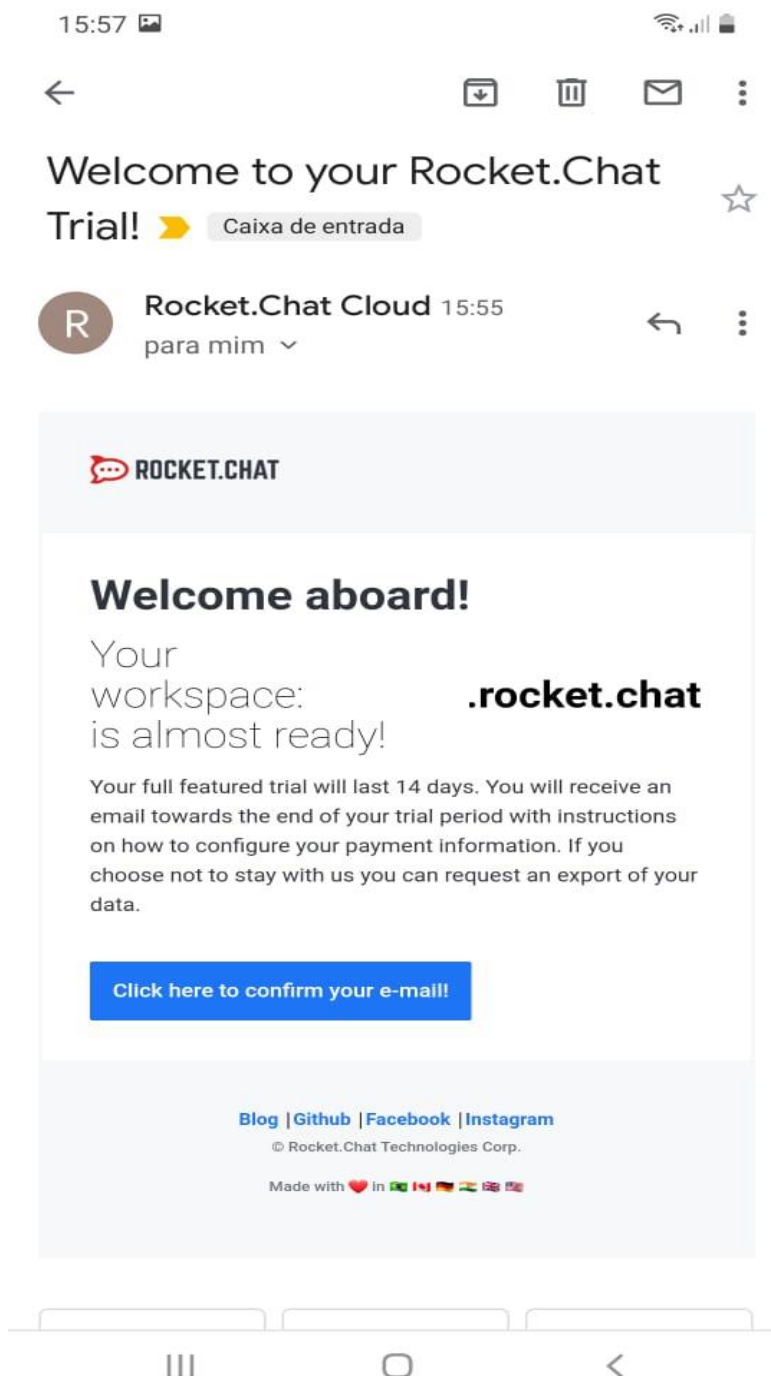 15:57
Welcome to your Rocket.Chat
Trial! Caixa de entrada
R
Rocket.Chat Cloud 15:55
para mim
ROCKET.CHAT
Welcome aboard!
Your
workspace: .rocket.chat
is almost ready!
Your full featured trial will last 14 days. You will receive an
email towards the end of your trial period with instructions
on how to configure your payment information. If you
choose not to stay with us you can request an export of your
data.
Click here to confirm your e-mail!
Blog |Github |Facebook |Instagram
© Rocket.Chat Technologies Corp.
Made with ❤️ in 🇧🇷 🇨🇦 🇩🇪 🇮🇳 🇬🇧 🇺🇸